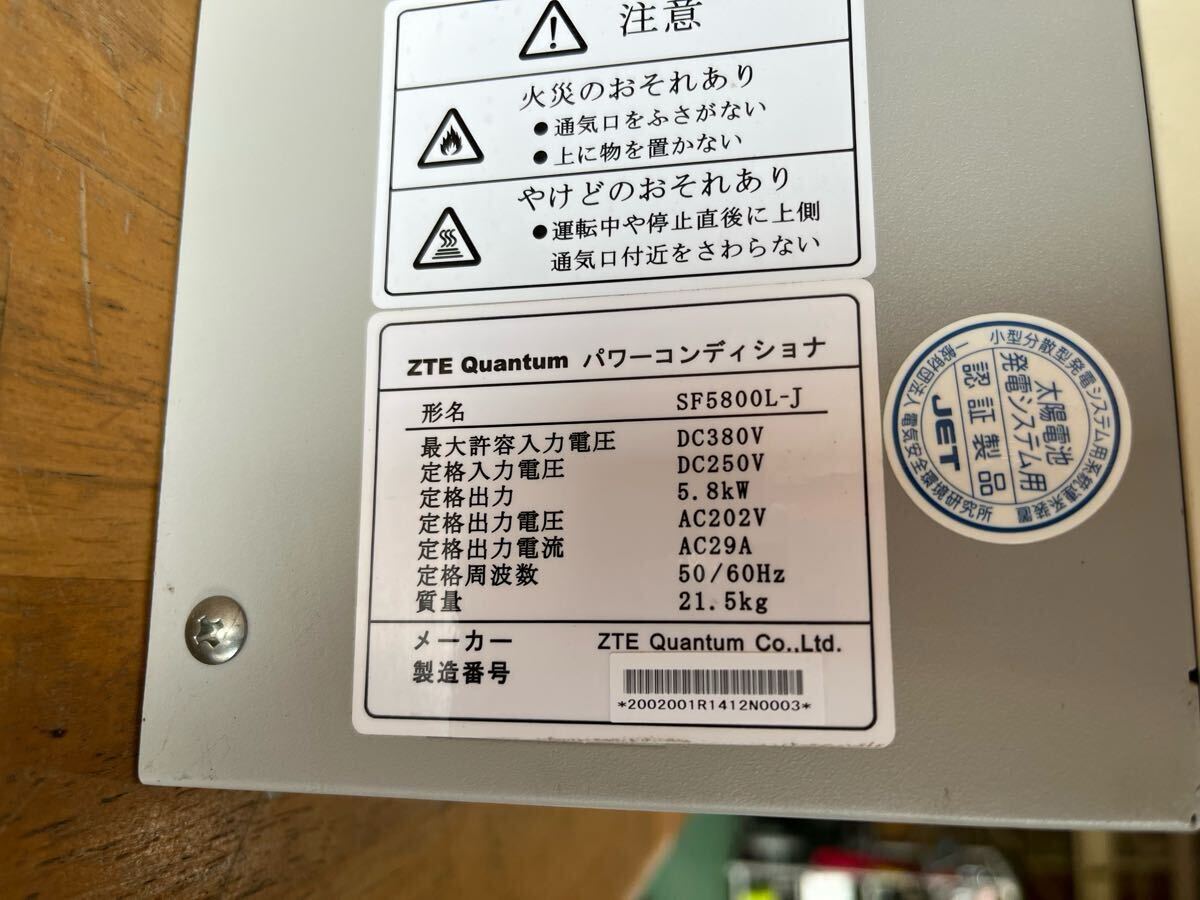 注意
火災のおそれあり
●通気口をふさがない
●上に物を置かない
やけどのおそれあり
●運転中や停止直後に上側
通気口付近をさわらない
ZTE Quantum パワーコンディショナ
形名 SF5800L-J
最大許容入力電圧 DC380V
定格入力電圧 DC250V
定格出力 5.8kW
定格出力電圧 AC202V
定格出力電流 AC29A
定格周波数 50/60Hz
質量 21.5kg
メーカー ZTE Quantum Co.,Ltd.
製造番号
*2002001R1412N0003*
小型分散型発電システム用系統連系装置
太陽電池
発電システム用
認証製品
JET
一般財団法人 電気安全環境研究所